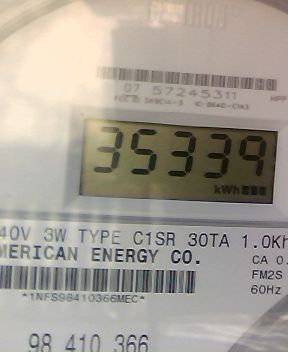 CENTRON
07 57245311
35339
kWh
40V 3W TYPE C1SR 30TA 1.0Kh
MERICAN ENERGY CO.
CA 0.
FM2S
60Hz
*1NFS98410366MEC*
98 410 366